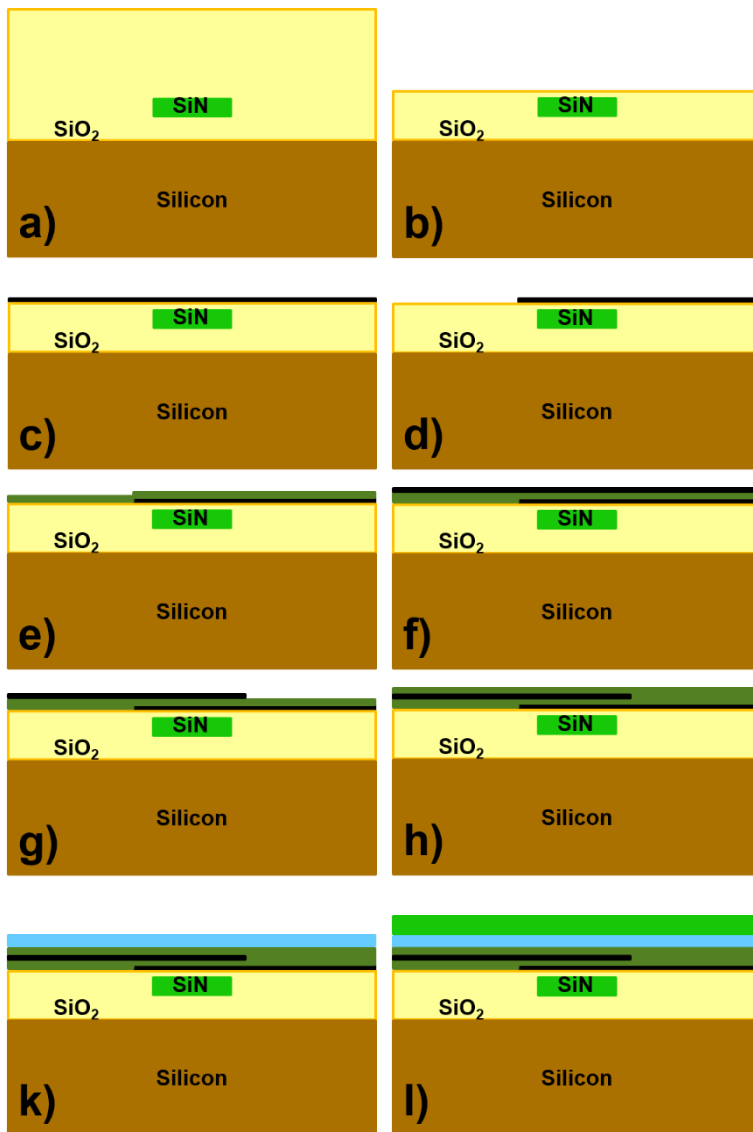 SiN
SiO₂
Silicon
a)
SiN
SiO₂
Silicon
b)
SiN
SiO₂
Silicon
c)
SiN
SiO₂
Silicon
d)
SiN
SiO₂
Silicon
e)
SiN
SiO₂
Silicon
f)
SiN
SiO₂
Silicon
g)
SiN
SiO₂
Silicon
h)
SiN
SiO₂
Silicon
k)
SiN
SiO₂
Silicon
l)